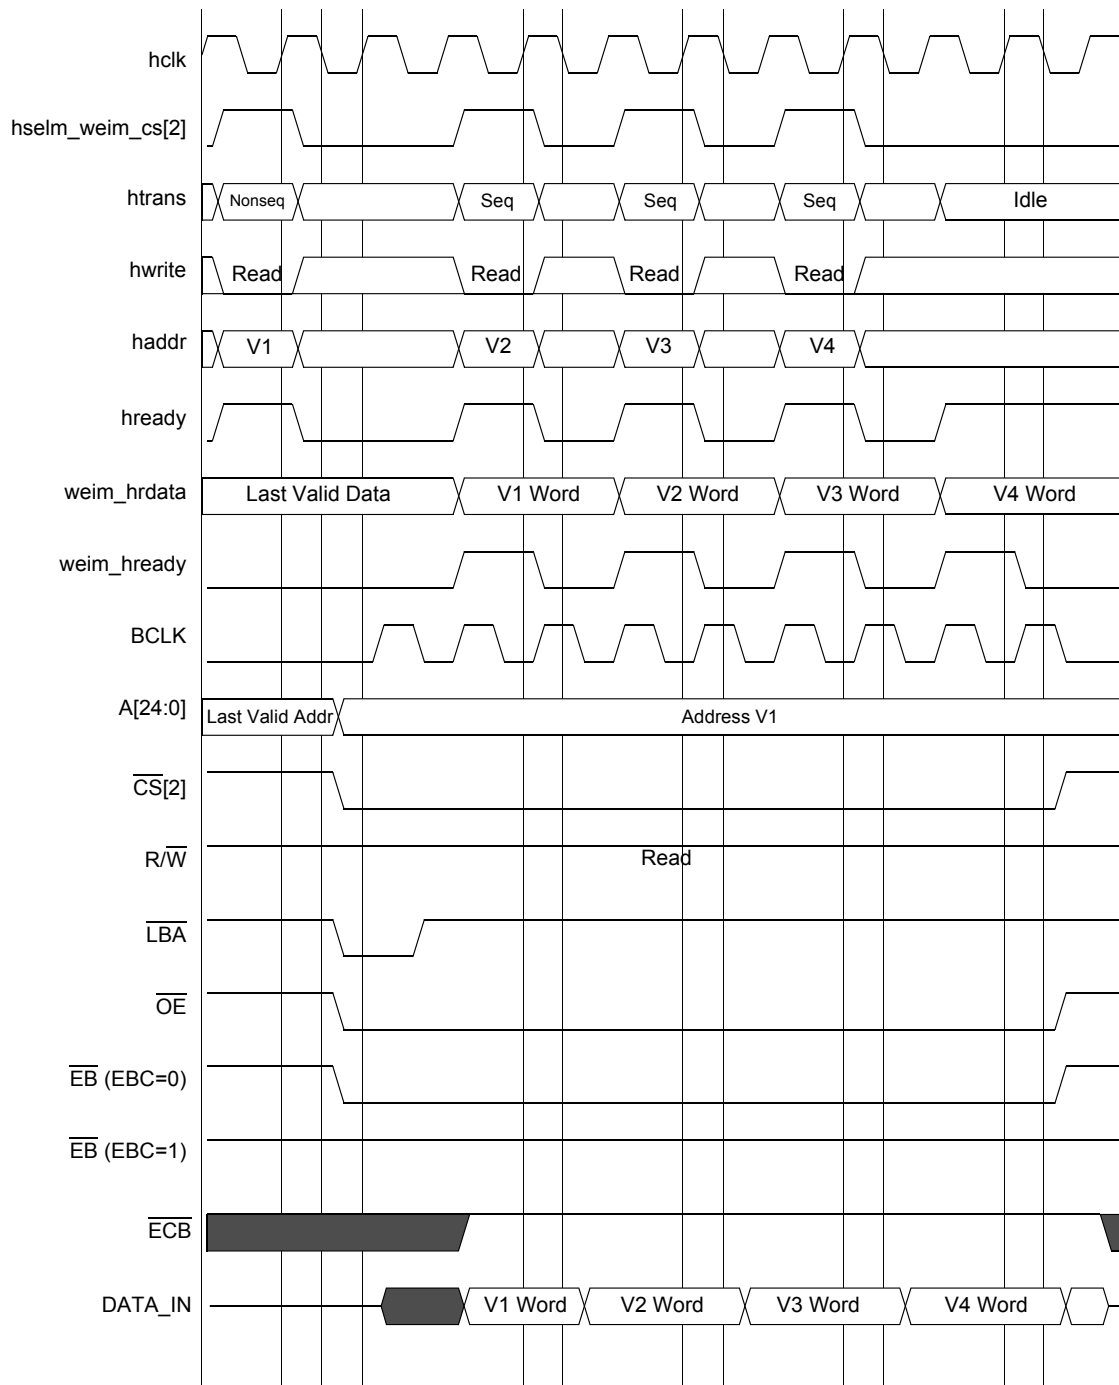 hclk
hselm_weim_cs[2]
htrans Nonseq Seq Seq Seq Idle
hwrite Read Read Read Read
haddr V1 V2 V3 V4
hready
weim_hrdata Last Valid Data V1 Word V2 Word V3 Word V4 Word
weim_hready
BCLK
A[24:0] Last Valid Addr Address V1
CS[2]
R/W Read
LBA
OE
EB (EBC=0)
EB (EBC=1)
ECB
DATA_IN V1 Word V2 Word V3 Word V4 Word